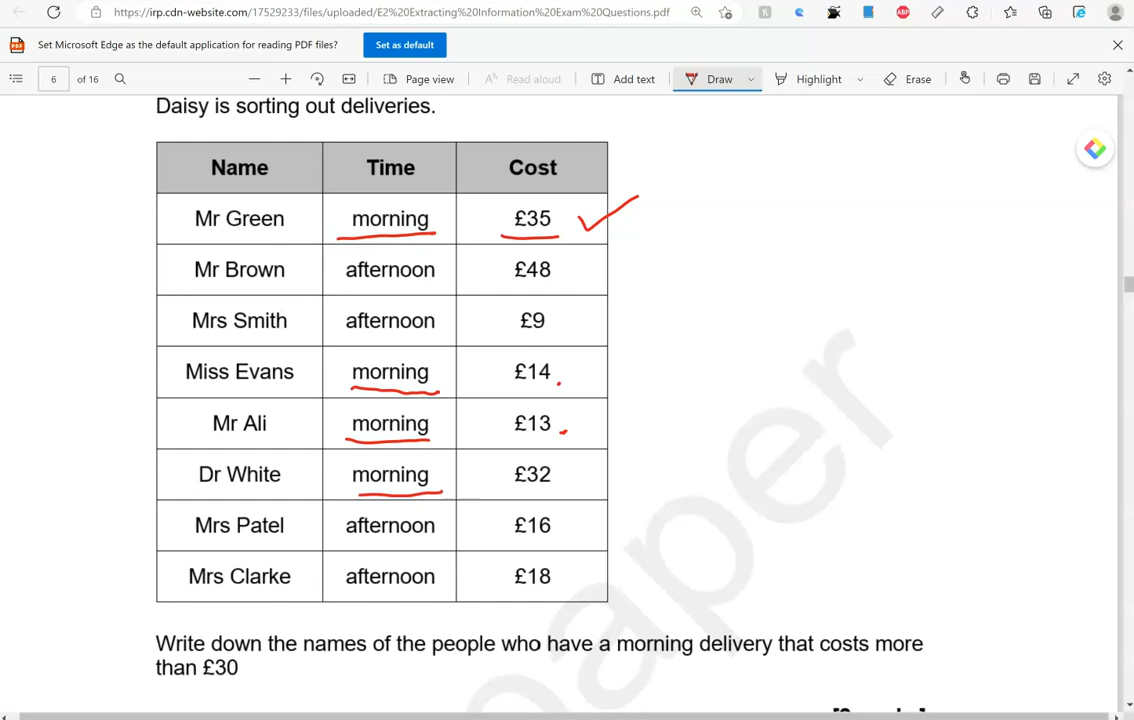 https://irp.cdn-website.com/17529233/files/uploaded/E2%20Extracting%20Information%20Exam%20Questions.pdf
Set Microsoft Edge as the default application for reading PDF files? Set as default
6 of 16 Page view Read aloud Add text Draw Highlight Erase
Daisy is sorting out deliveries.
Name Time Cost
Mr Green morning £35
Mr Brown afternoon £48
Mrs Smith afternoon £9
Miss Evans morning £14
Mr Ali morning £13
Dr White morning £32
Mrs Patel afternoon £16
Mrs Clarke afternoon £18
Write down the names of the people who have a morning delivery that costs more
than £30
paper